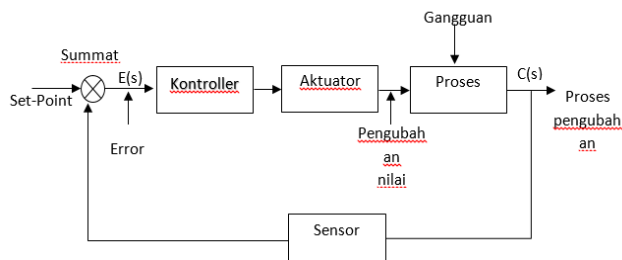 Gangguan
Summat
E(s)
Kontroller
Aktuator
Proses
C(s)
Set-Point
Error
Pengubah
an
nilai
Proses
pengubah
an
Sensor